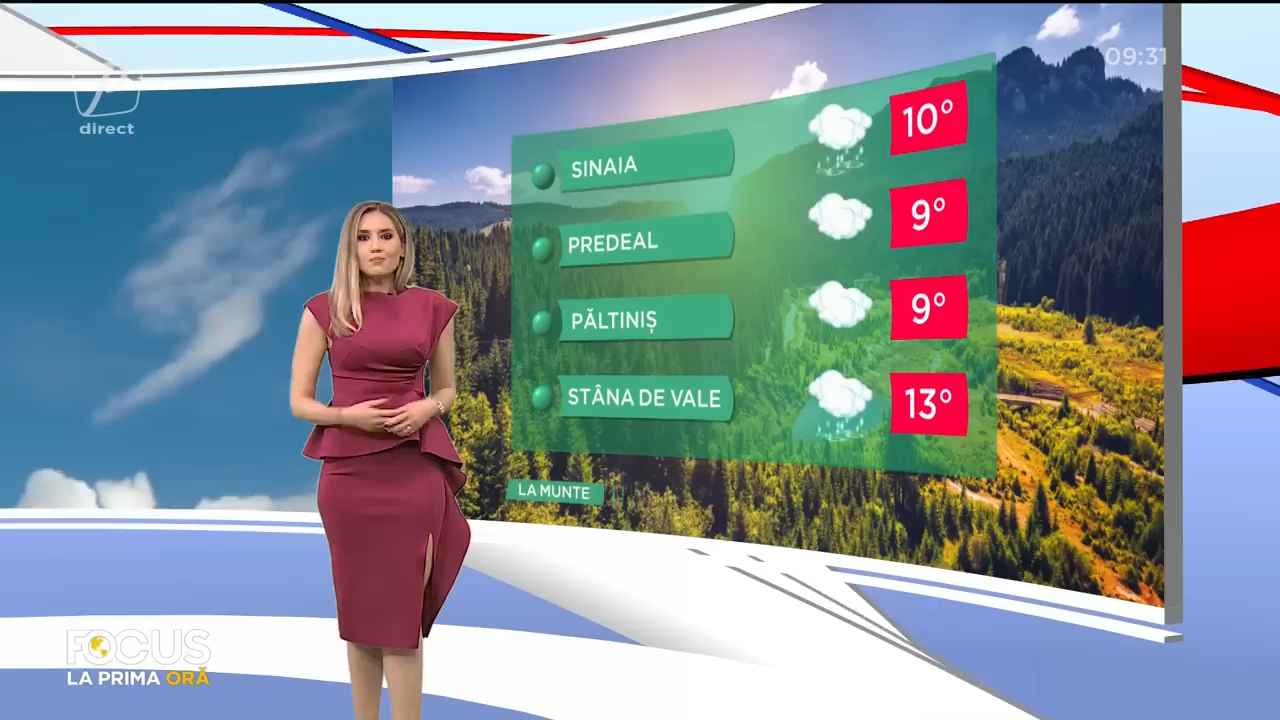 direct
09:31
SINAIA
10°
PREDEAL
9°
PĂLTINIȘ
9°
STÂNA DE VALE
13°
LA MUNTE
FOCUS
LA PRIMA ORĂ